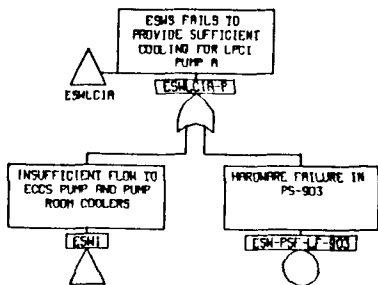 ESWS FAILS TO
PROVIDE SUFFICIENT
COOLING FOR LPCI
PUMP A
ESWLCIA
ESWLCIA-P
INSUFFICIENT FLOW TO
ECCS PUMP AND PUMP
ROOM COOLERS
HARDWARE FAILURE IN
PS-903
ESW1
ESW-PSF-LF-903